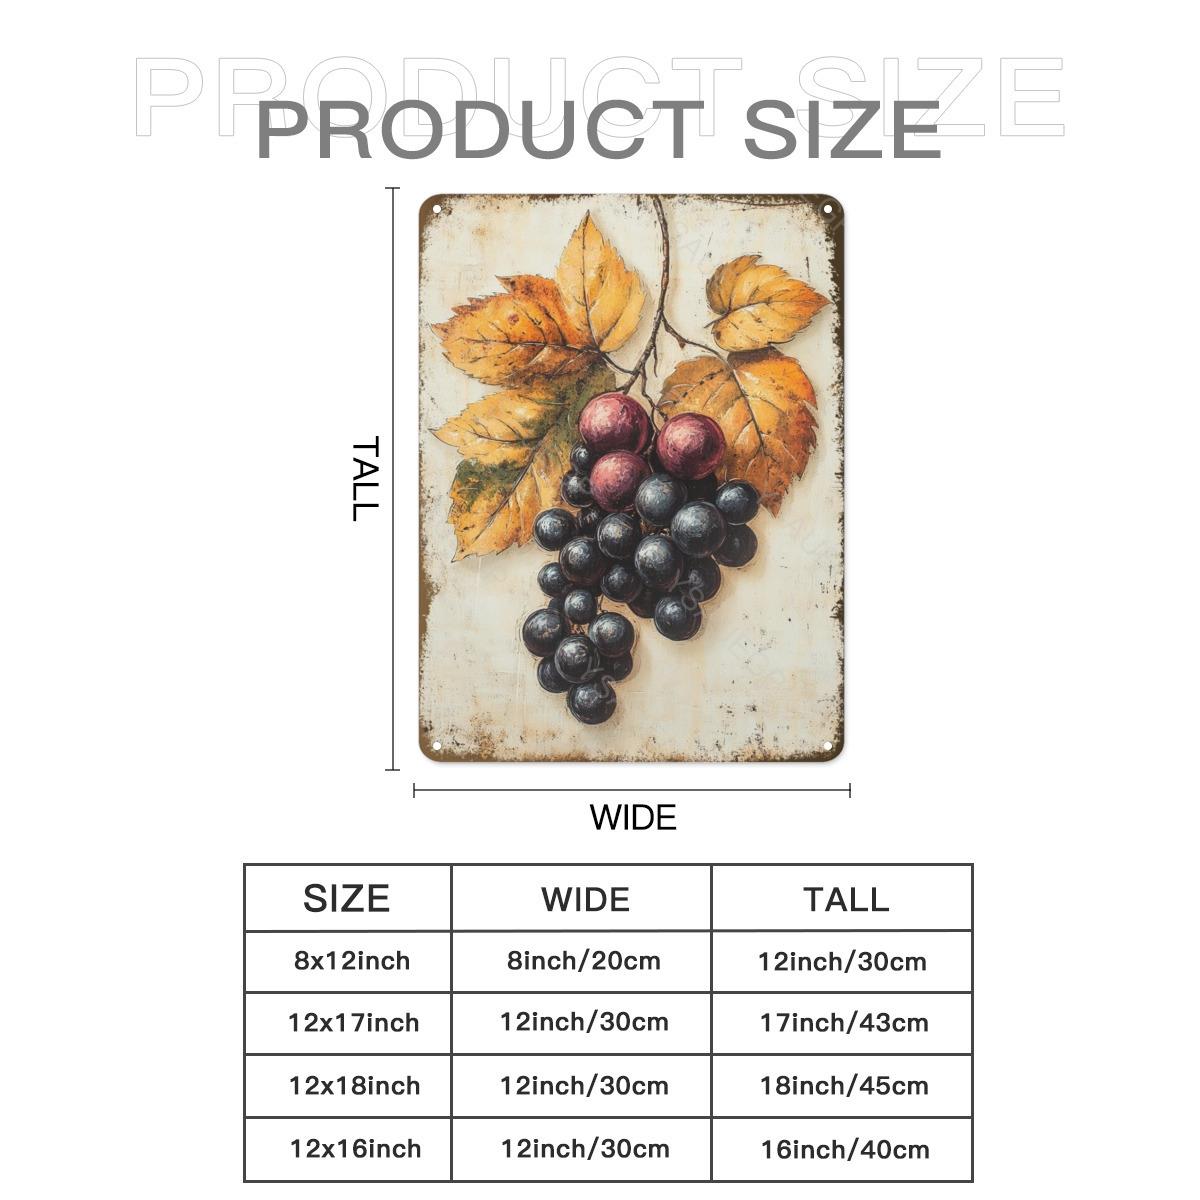 PRODUCT SIZE
PRODUCT SIZE
TALL
WIDE
SIZE WIDE TALL
8x12inch 8inch/20cm 12inch/30cm
12x17inch 12inch/30cm 17inch/43cm
12x18inch 12inch/30cm 18inch/45cm
12x16inch 12inch/30cm 16inch/40cm